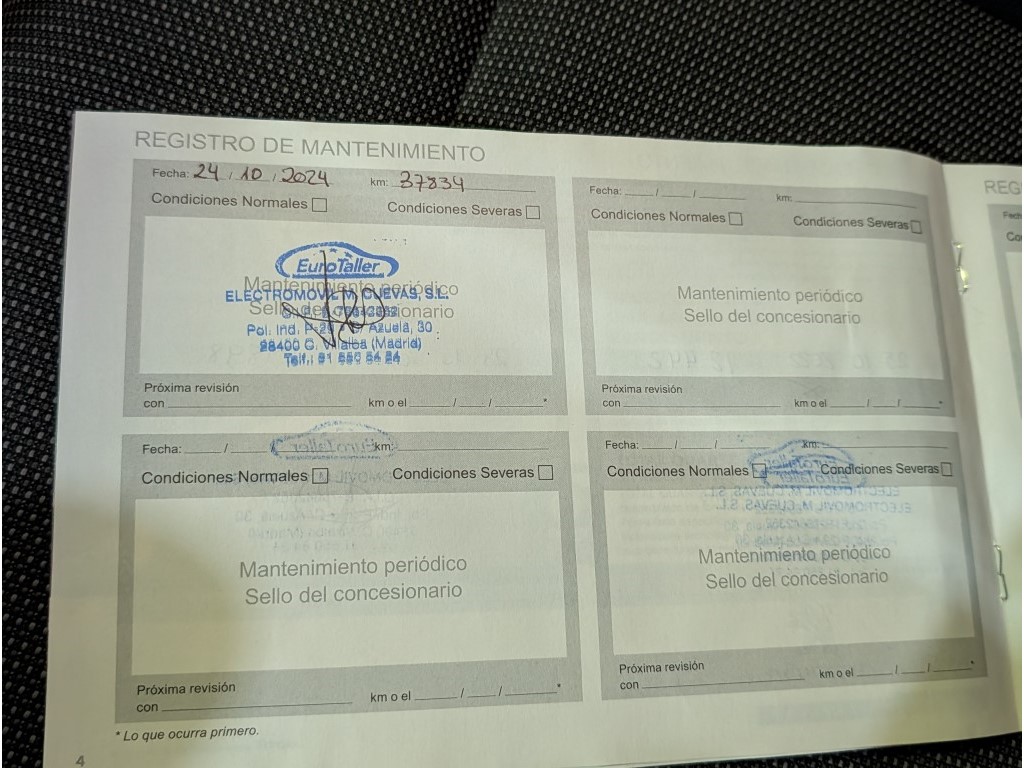 REGISTRO DE MANTENIMIENTO
Fecha: 24 / 10 / 2024 km: 37834
Condiciones Normales Condiciones Severas
EuroTaller
Mantenimiento periódico
ELECTROMOVIL M. CUEVAS, S.L.
Sello del concesionario
Pol. Ind. P-29 Azuela, 30
28400 C. Villalba (Madrid)
Telf.: 91 850 54 24
Próxima revisión
con km o el / / *
Fecha: / / km:
Condiciones Normales Condiciones Severas
Mantenimiento periódico
Sello del concesionario
Próxima revisión
con km o el / / *
Fecha: / km:
Condiciones Normales Condiciones Severas
Mantenimiento periódico
Sello del concesionario
Próxima revisión
con km o el / / *
Fecha: / / km:
Condiciones Normales Condiciones Severas
Mantenimiento periódico
Sello del concesionario
Próxima revisión
con km o el / / *
* Lo que ocurra primero.
4
REG